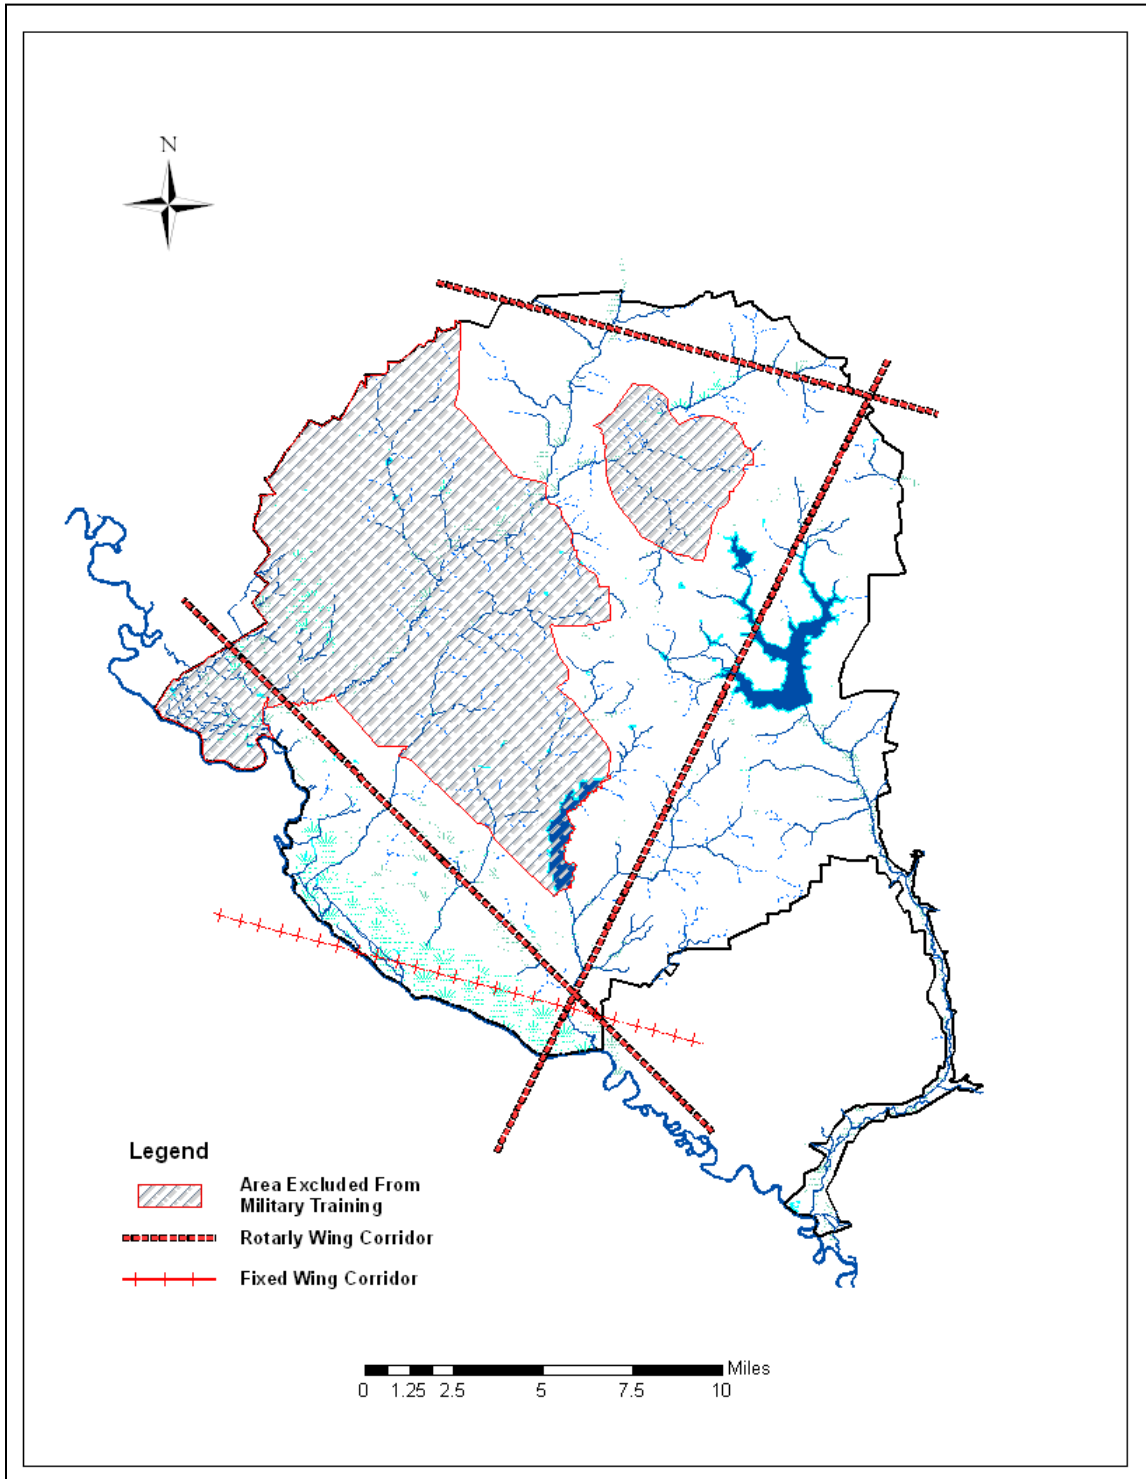 N
Legend
Area Excluded From
Military Training
Rotarly Wing Corridor
Fixed Wing Corridor
Miles
0 1.25 2.5 5 7.5 10